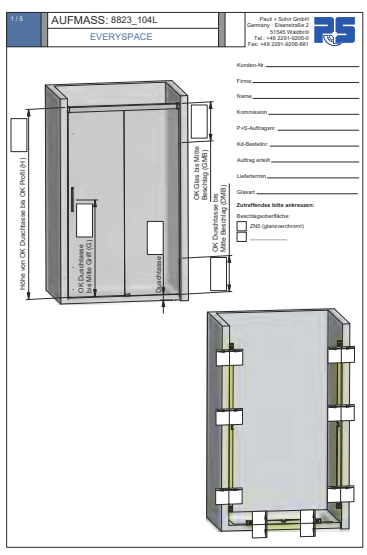 1 / 5
AUFMASS: 8823_104L
EVERYSPACE
Pauli + Sohn GmbH
Germany · Eisenstraße 2
51545 Waldbröl
Tel.: +49 2291-9206-0
Fax: +49 2291-9206-681
PS
Kunden-Nr.
Firma
Name
Kommission
P+S-Auftragsnr.
Kd-Bestellnr.
Auftrag erteilt
Liefertermin
Glasart
Zutreffendes bitte ankreuzen:
Beschlagsoberfläche:
ZN5 (glanzverchromt)
Höhe von OK Duschtasse bis OK Profil (H)
OK Duschtasse
bis Mitte Griff (G)
Duschtasse
OK Glas bis Mitte
Beschlag (GMB)
OK Duschtasse bis
Mitte Beschlag (DMB)